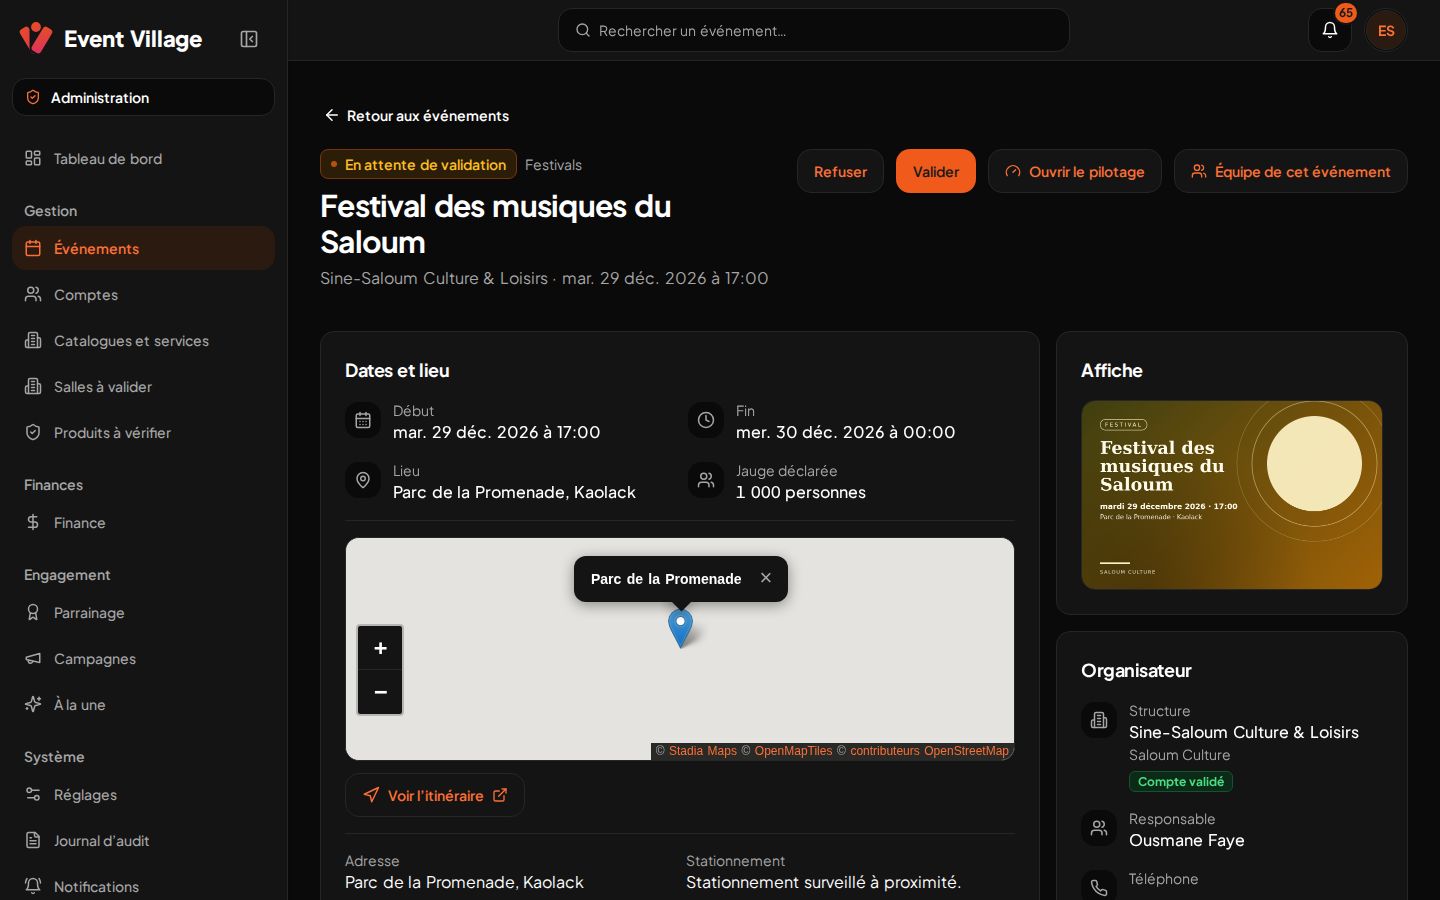 Event Village
Rechercher un événement…
65
ES
Administration
Tableau de bord
Gestion
Événements
Comptes
Catalogues et services
Salles à valider
Produits à vérifier
Finances
Finance
Engagement
Parrainage
Campagnes
À la une
Système
Réglages
Journal d’audit
Notifications
Retour aux événements
En attente de validation
Festivals
Refuser
Valider
Ouvrir le pilotage
Équipe de cet événement
Festival des musiques du
Saloum
Sine-Saloum Culture & Loisirs · mar. 29 déc. 2026 à 17:00
Dates et lieu
Début
mar. 29 déc. 2026 à 17:00
Fin
mer. 30 déc. 2026 à 00:00
Lieu
Parc de la Promenade, Kaolack
Jauge déclarée
1 000 personnes
Parc de la Promenade ×
+
−
© Stadia Maps © OpenMapTiles © contributeurs OpenStreetMap
Voir l’itinéraire
Adresse
Parc de la Promenade, Kaolack
Stationnement
Stationnement surveillé à proximité.
Affiche
FESTIVAL
Festival des
musiques du
Saloum
mardi 29 décembre 2026 · 17:00
Parc de la Promenade · Kaolack
SALOUM CULTURE
Organisateur
Structure
Sine-Saloum Culture & Loisirs
Saloum Culture
Compte validé
Responsable
Ousmane Faye
Téléphone